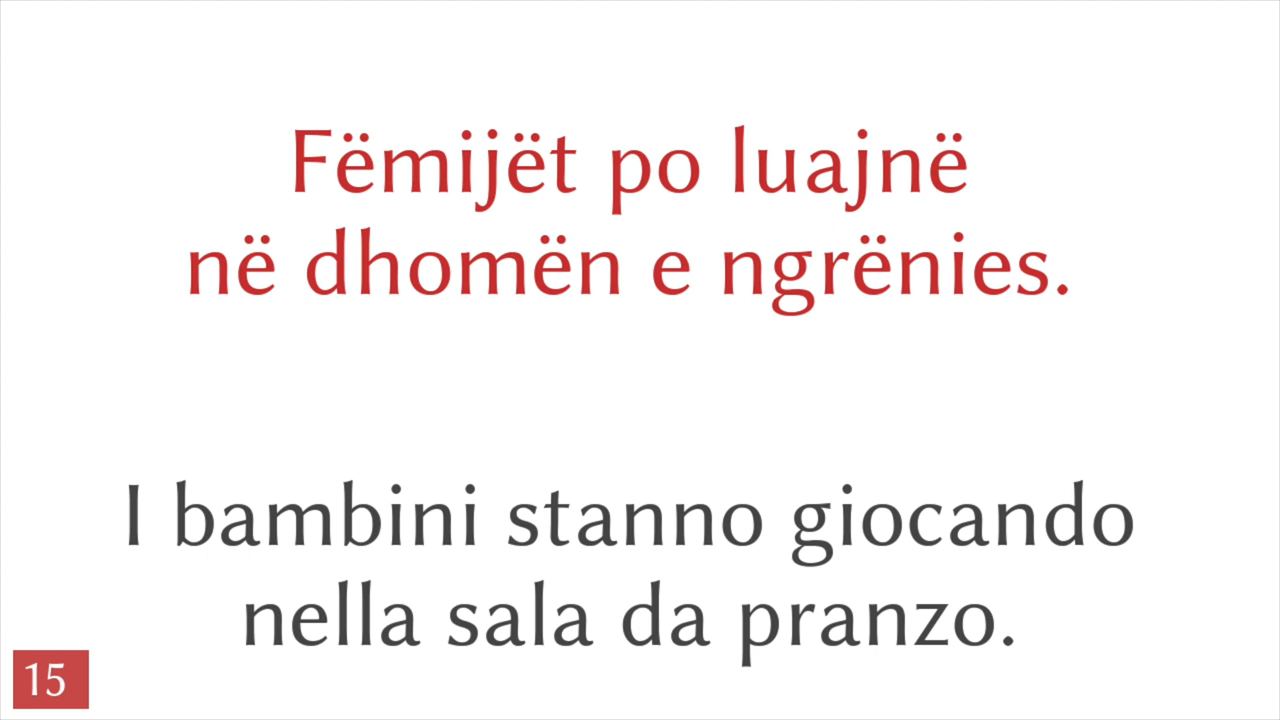 Fëmijët po luajnë
në dhomën e ngrënies.
I bambini stanno giocando
nella sala da pranzo.
15